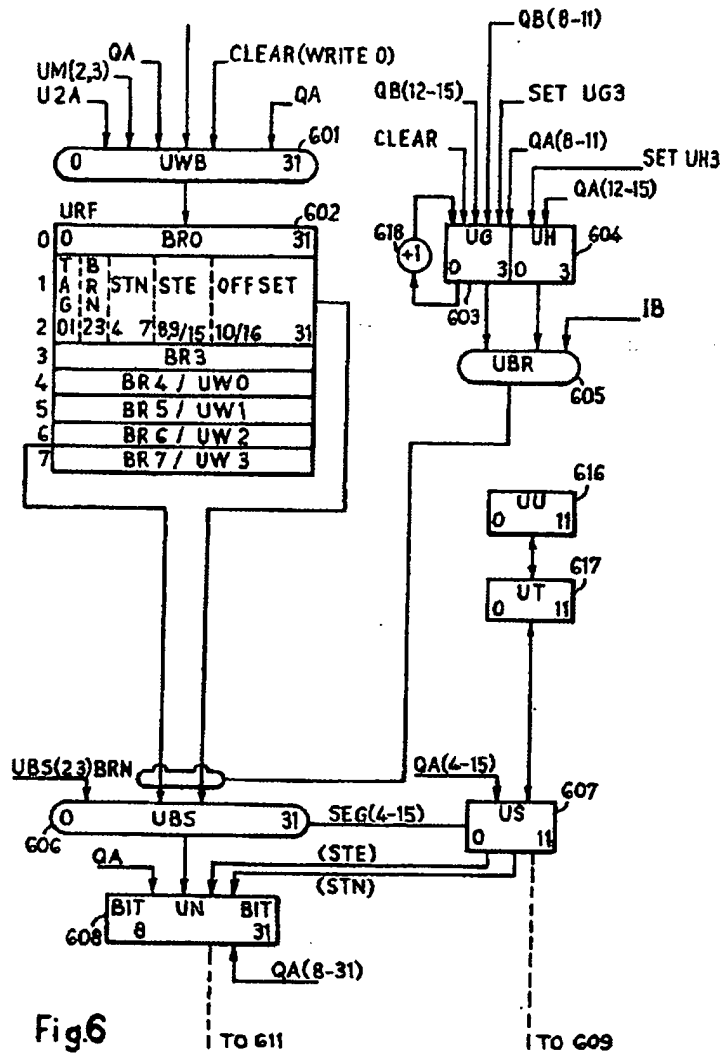 QB(8-11)
QA
UM(2,3)
CLEAR(WRITE 0)
U2A
QA
QB(12-15)
SET UG3
CLEAR
QA(8-11)
601
SET UH3
0 UWB 31
QA(12-15)
URF
602
618
+1
UG UH
604
0 0 BR0 31
0 3 0 3
603
1 TAG BRN STN STE OFFSET
IB
2 01 23 4 7 8,9/15 10/16 31
UBR
605
3 BR3
4 BR4 / UW0
5 BR5 / UW1
6 BR6 / UW2
7 BR7 / UW3
616
UU
0 11
617
UT
0 11
UBS(23)BRN
QA(4-15)
607
0 UBS 31
606
SEG(4-15)
US
0 11
(STE)
QA
(STN)
BIT UN BIT
608
8 31
QA(8-31)
Fig.6
TO 611
TO 609